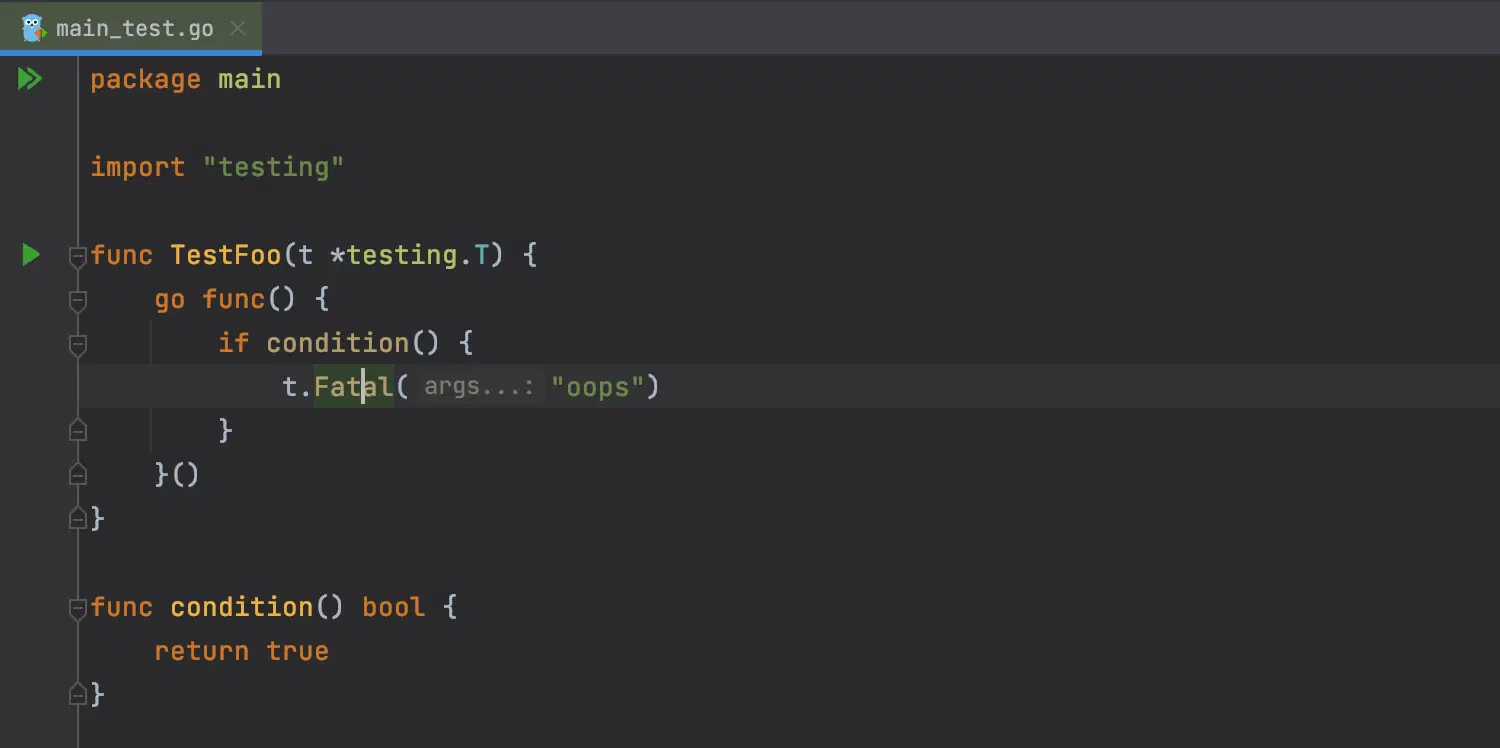 main_test.go
package main
import "testing"
func TestFoo(t *testing.T) {
go func() {
if condition() {
t.Fatal( args...: "oops")
}
}()
}
func condition() bool {
return true
}